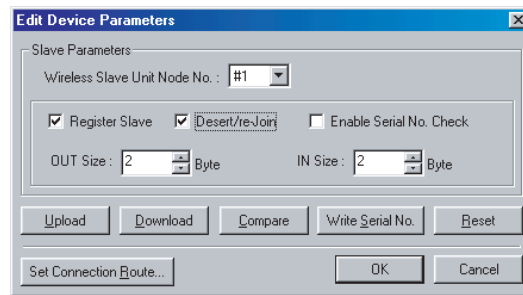 Edit Device Parameters
Slave Parameters
Wireless Slave Unit Node No. : #1
Register Slave Desert/re-Join Enable Serial No. Check
OUT Size : 2 Byte IN Size : 2 Byte
Upload Download Compare Write Serial No. Reset
Set Connection Route... OK Cancel